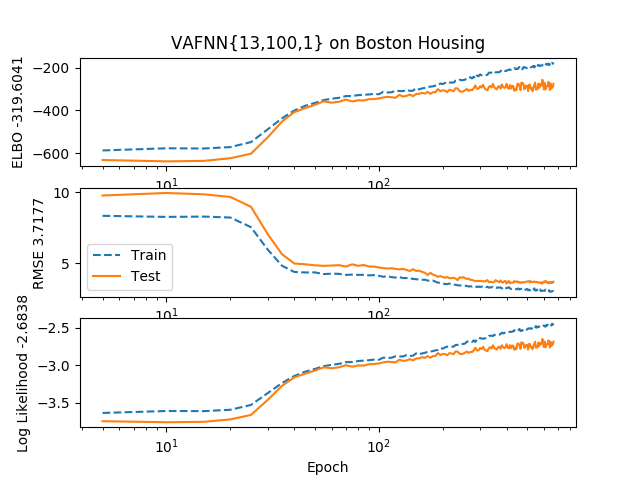 VAFNN{13,100,1} on Boston Housing
ELBO -319.6041
−200
−400
−600
10¹
10²
RMSE 3.7177
10
5
Train
Test
10¹
10²
Log Likelihood -2.6838
−2.5
−3.0
−3.5
10¹
10²
Epoch